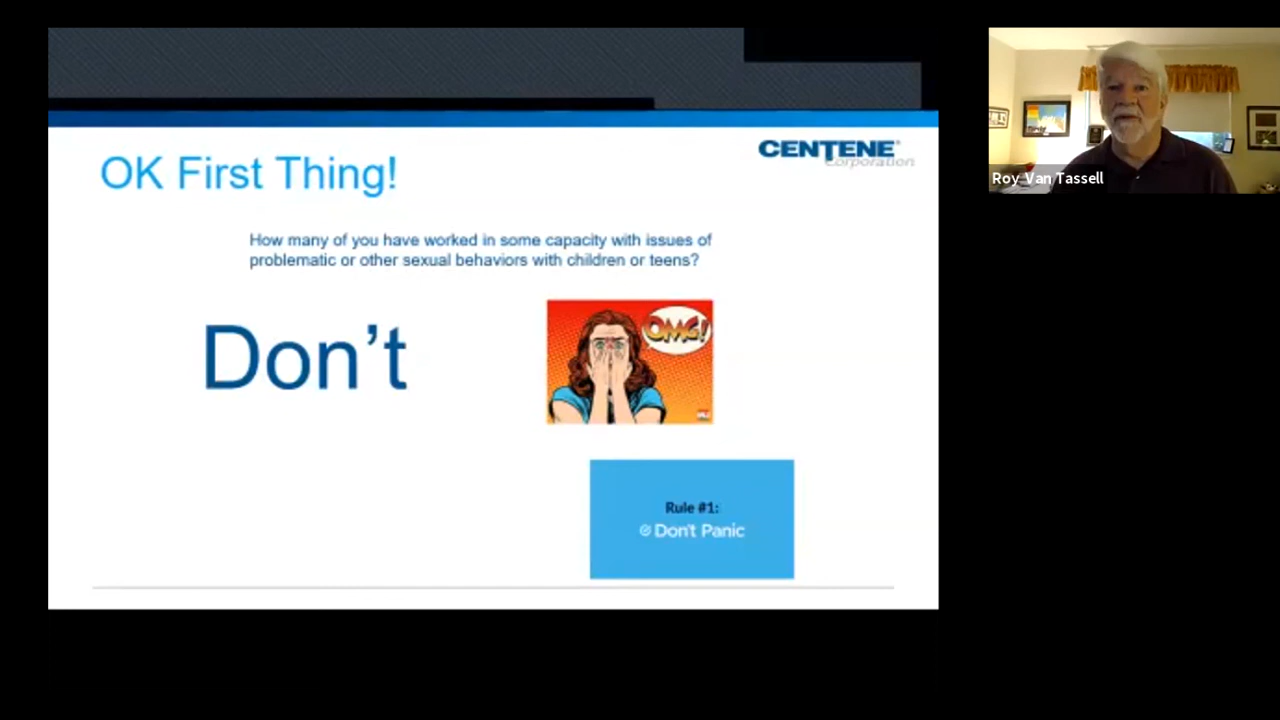 CENTENE
Corporation
OK First Thing!
How many of you have worked in some capacity with issues of
problematic or other sexual behaviors with children or teens?
Don't
OMG!
Rule #1:
Don't Panic
Roy Van Tassell